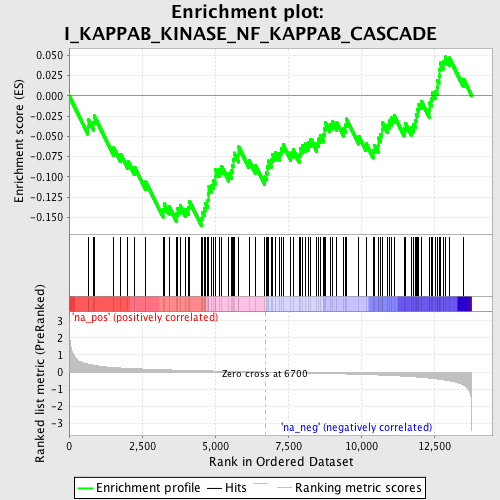 Enrichment plot:
I_KAPPAB_KINASE_NF_KAPPAB_CASCADE
Enrichment score (ES)
0.050
0.025
0.000
-0.025
-0.050
-0.075
-0.100
-0.125
-0.150
'na_pos' (positively correlated)
Ranked list metric (PreRanked)
3
2
1
0
-1
-2
-3
Zero cross at 6700
'na_neg' (negatively correlated)
0
2,500
5,000
7,500
10,000
12,500
Rank in Ordered Dataset
Enrichment profile
Hits
Ranking metric scores